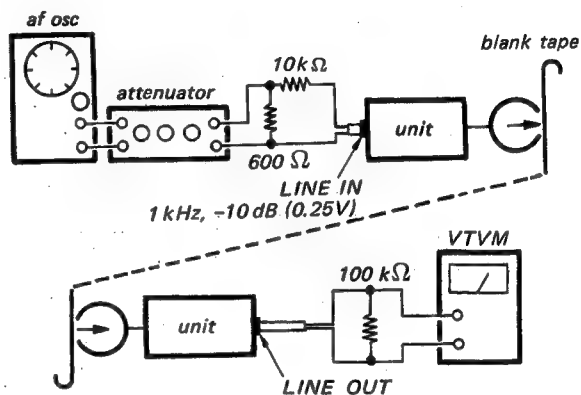 af osc
attenuator
10kΩ
600 Ω
LINE IN
unit
blank tape
1 kHz, −10 dB (0.25V)
unit
LINE OUT
100 kΩ
VTVM